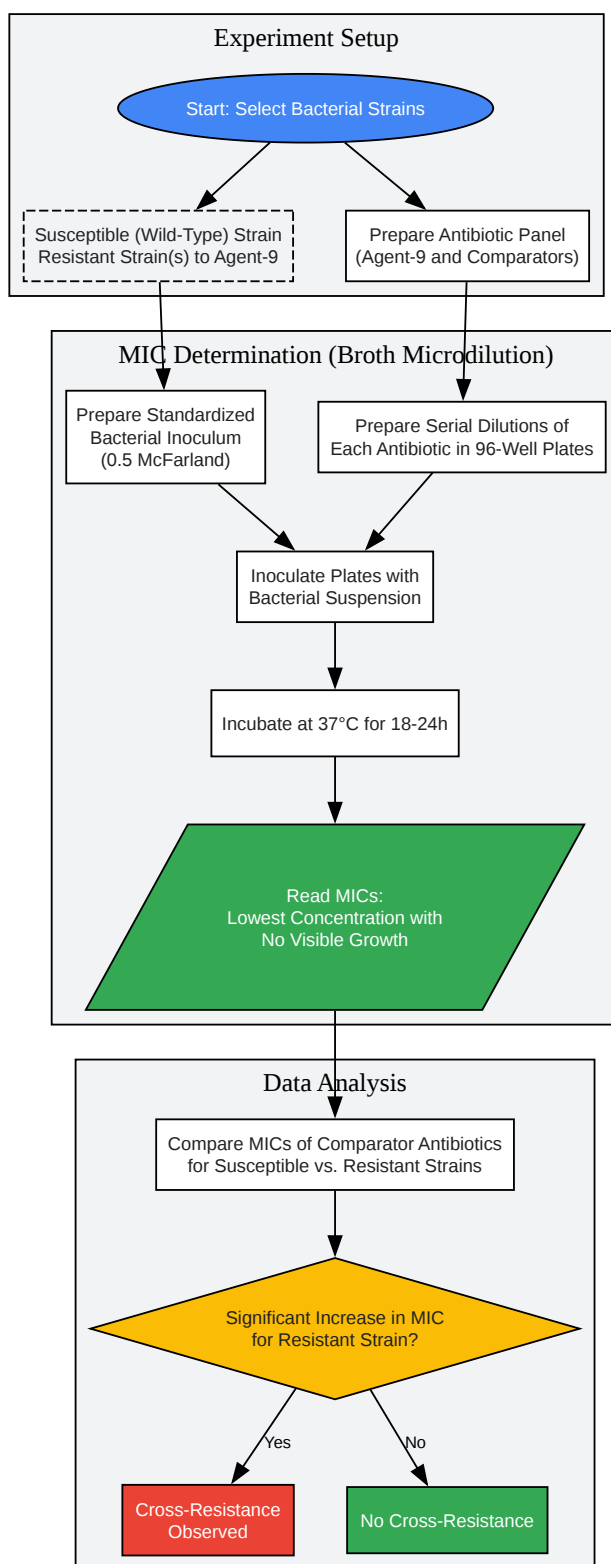 Experiment Setup
Start: Select Bacterial Strains
Susceptible (Wild-Type) Strain
Resistant Strain(s) to Agent-9
Prepare Antibiotic Panel
(Agent-9 and Comparators)
MIC Determination (Broth Microdilution)
Prepare Standardized
Bacterial Inoculum
(0.5 McFarland)
Prepare Serial Dilutions of
Each Antibiotic in 96-Well Plates
Inoculate Plates with
Bacterial Suspension
Incubate at 37°C for 18-24h
Read MICs:
Lowest Concentration with
No Visible Growth
Data Analysis
Compare MICs of Comparator Antibiotics
for Susceptible vs. Resistant Strains
Significant Increase in MIC
for Resistant Strain?
Yes
No
Cross-Resistance
Observed
No Cross-Resistance